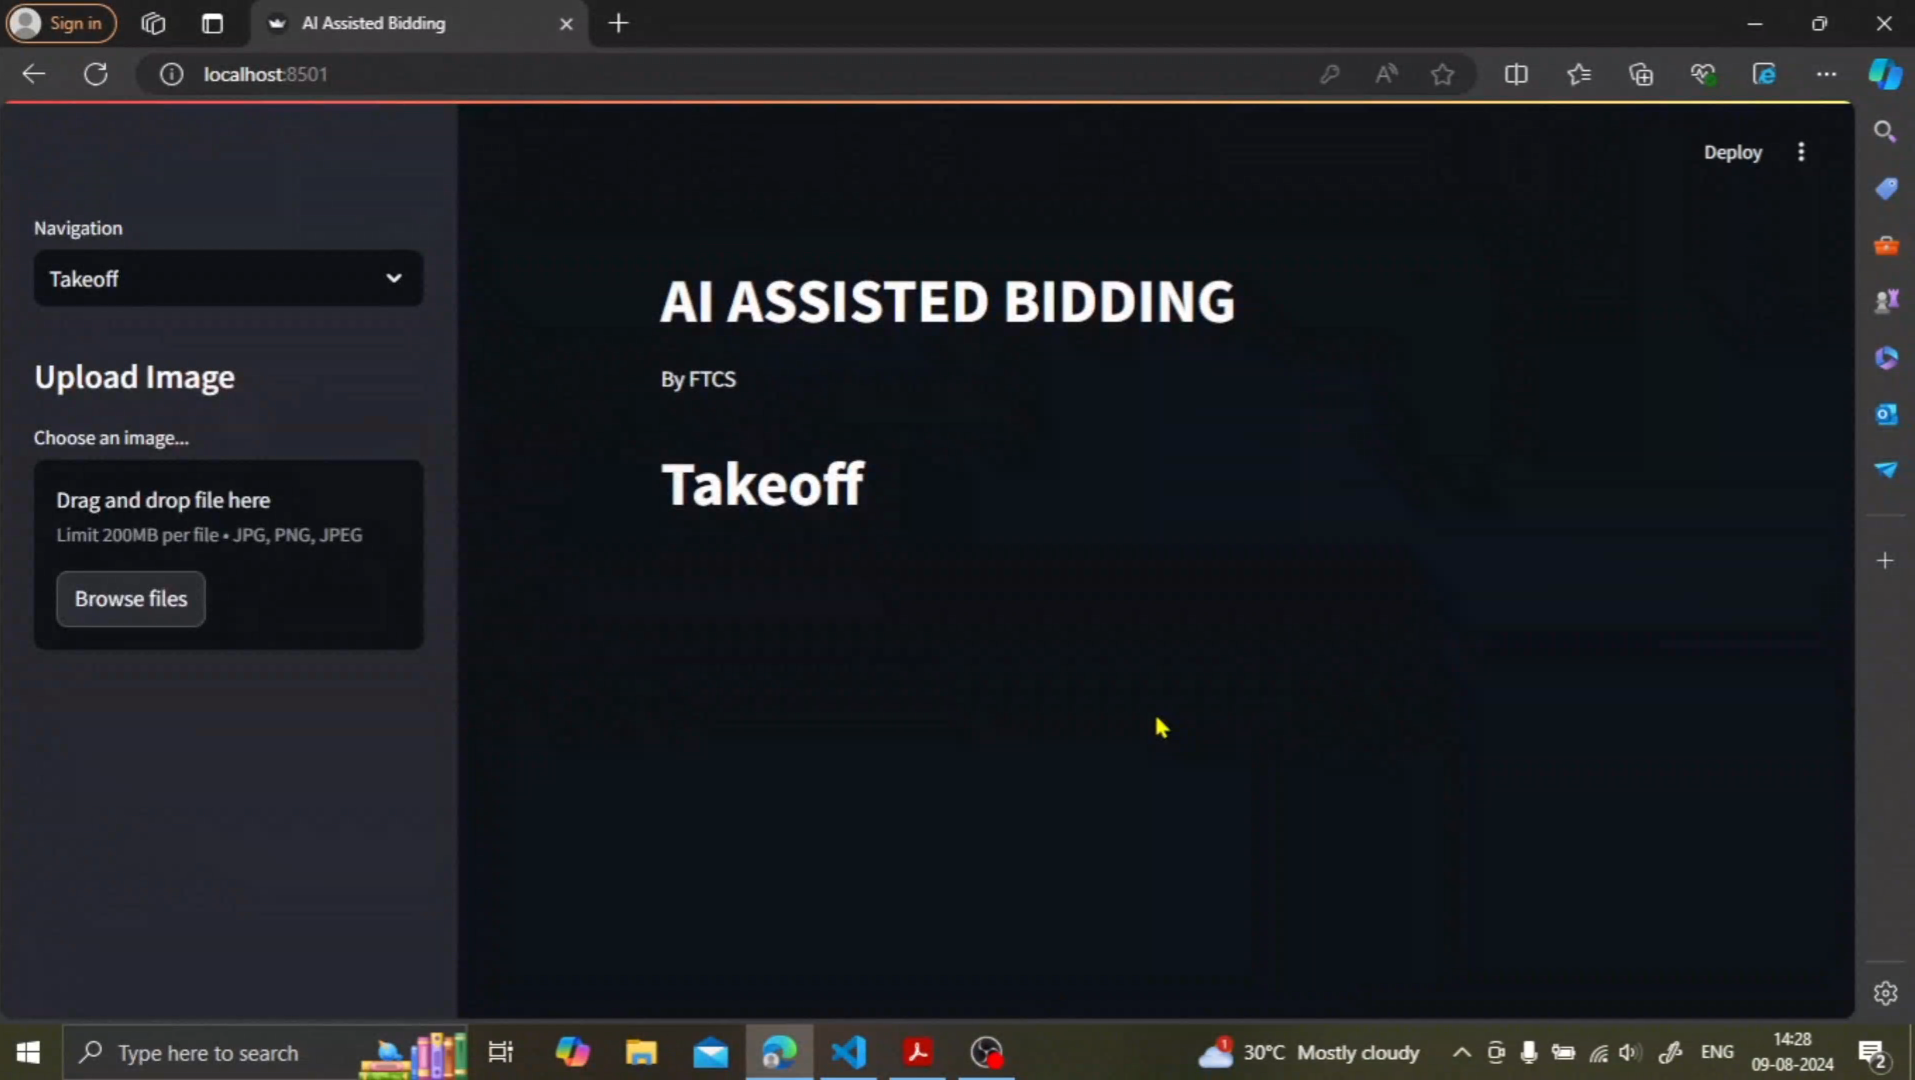 Sign in
AI Assisted Bidding
localhost:8501
Deploy
Navigation
Takeoff
Upload Image
Choose an image...
Drag and drop file here
Limit 200MB per file • JPG, PNG, JPEG
Browse files
AI ASSISTED BIDDING
By FTCS
Takeoff
Type here to search
1
30°C Mostly cloudy
ENG
14:28
09-08-2024
2